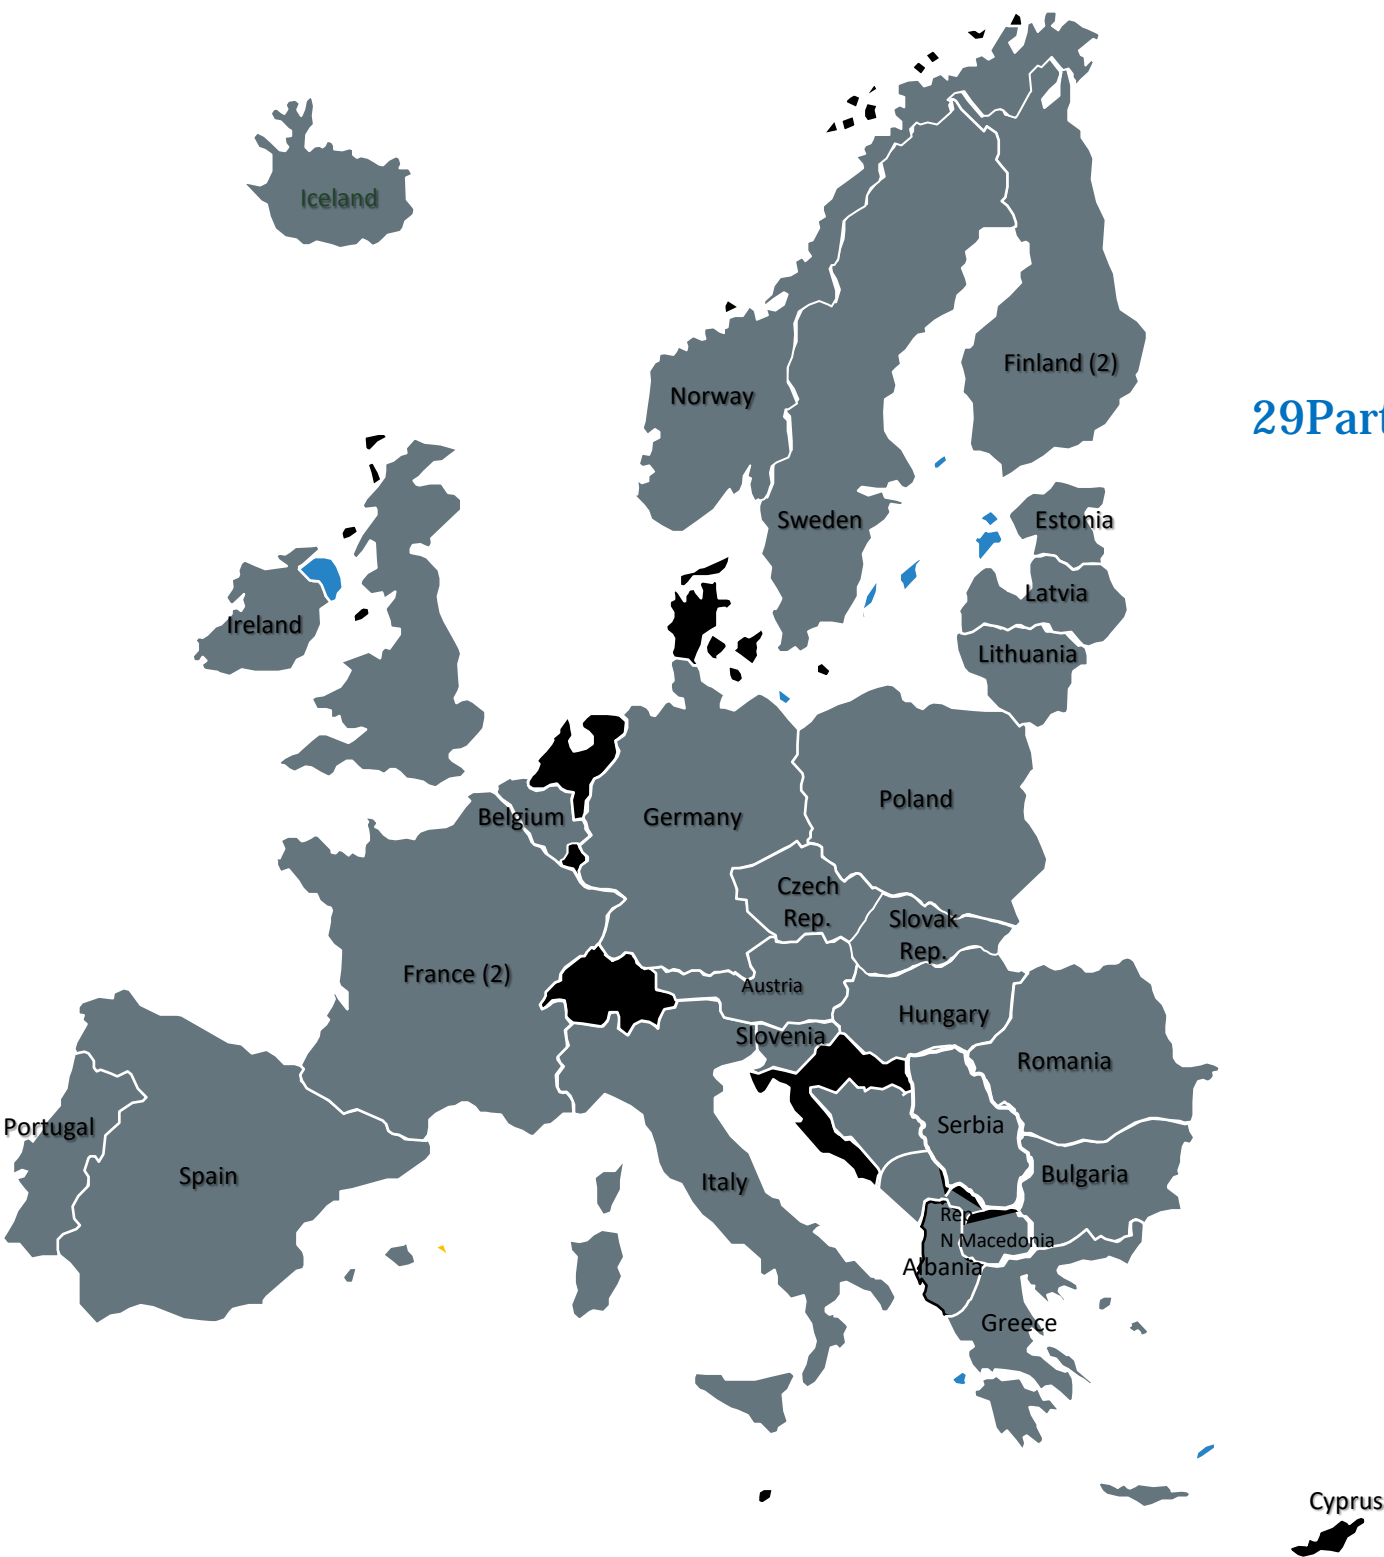 Iceland
Finland (2)
Norway
29Part
Sweden
Estonia
Latvia
Ireland
Lithuania
Poland
Belgium
Germany
Czech
Rep.
Slovak
Rep.
France (2)
Austria
Hungary
Slovenia
Romania
Portugal
Serbia
Spain
Italy
Bulgaria
Rep
N Macedonia
Albania
Greece
Cyprus